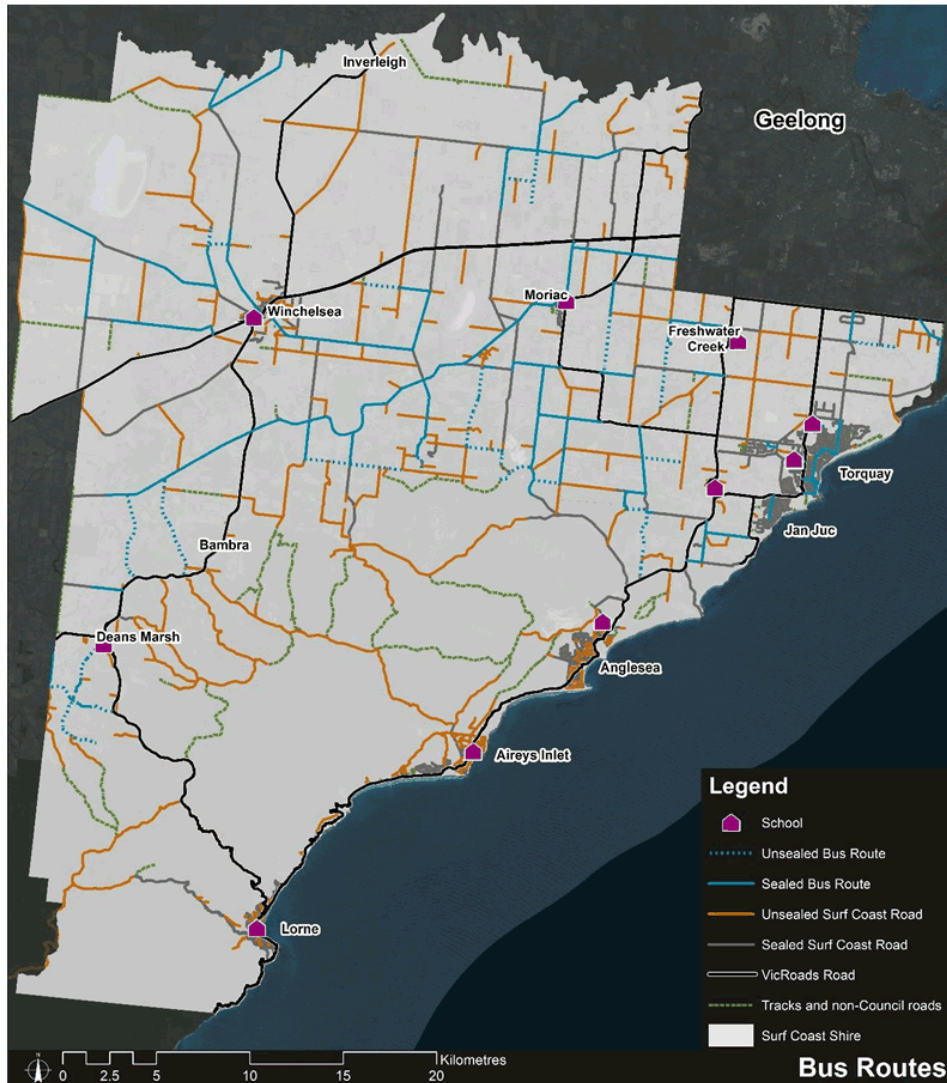 Inverleigh
Geelong
Winchelsea
Moriac
Freshwater
Creek
Torquay
Jan Juc
Bambra
Deans Marsh
Anglesea
Aireys Inlet
Lorne
Legend
School
Unsealed Bus Route
Sealed Bus Route
Unsealed Surf Coast Road
Sealed Surf Coast Road
VicRoads Road
Tracks and non-Council roads
Surf Coast Shire
N
Kilometres
0 2.5 5 10 15 20
Bus Routes